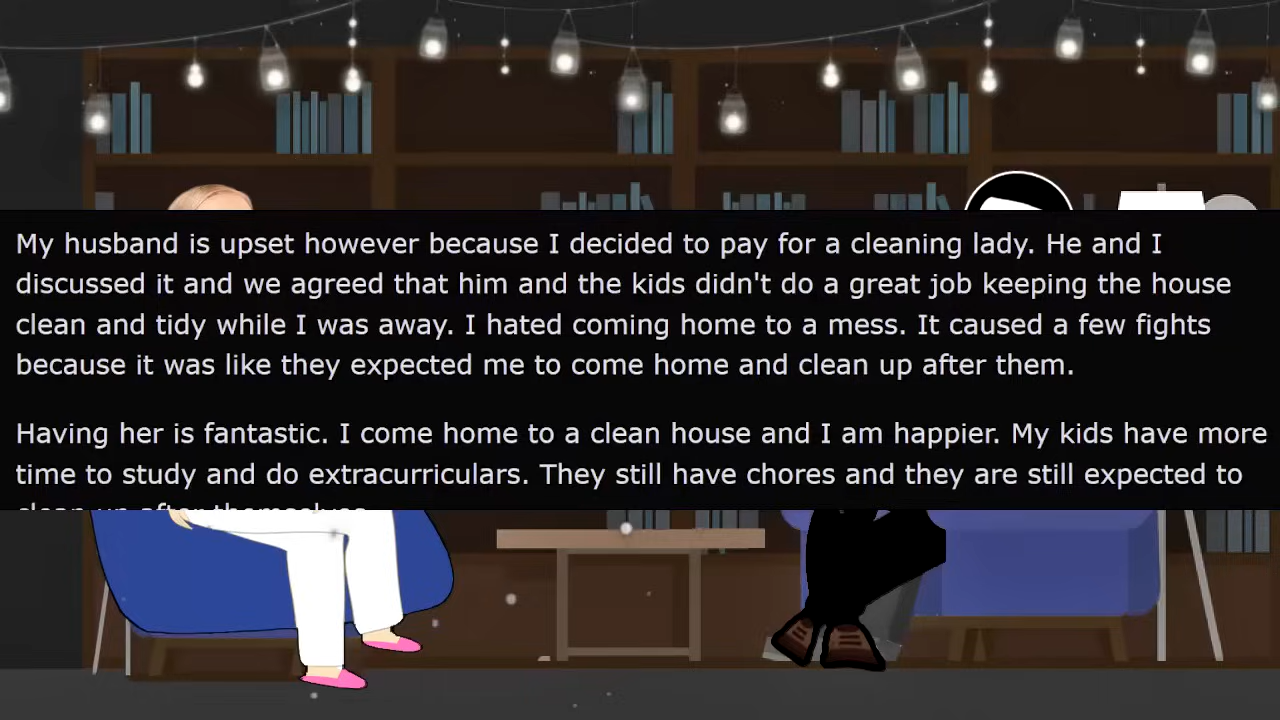 My husband is upset however because I decided to pay for a cleaning lady. He and I
discussed it and we agreed that him and the kids didn't do a great job keeping the house
clean and tidy while I was away. I hated coming home to a mess. It caused a few fights
because it was like they expected me to come home and clean up after them.
Having her is fantastic. I come home to a clean house and I am happier. My kids have more
time to study and do extracurriculars. They still have chores and they are still expected to
clean up after themselves.